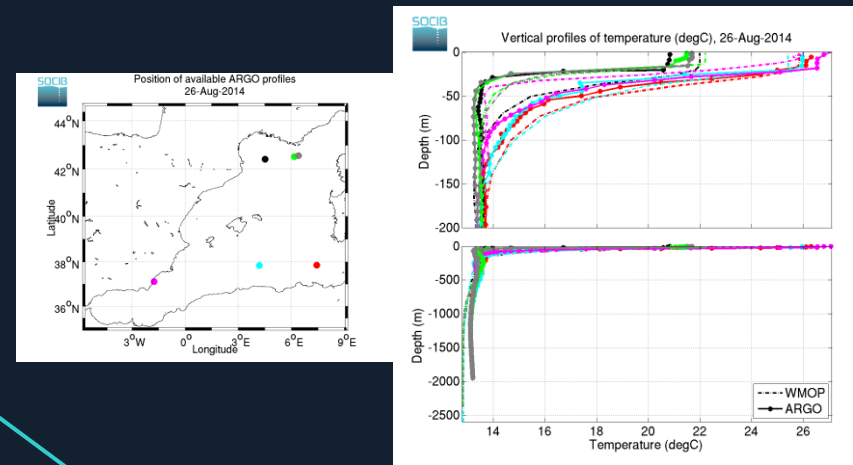 SOCIB
Position of available ARGO profiles
26-Aug-2014
44°N
42°N
40°N
38°N
36°N
Latitude
3°W
0°
3°E
6°E
9°E
Longitude
SOCIB
Vertical profiles of temperature (degC), 26-Aug-2014
0
-50
-100
-150
-200
Depth (m)
0
-500
-1000
-1500
-2000
-2500
Depth (m)
WMOP
ARGO
14
16
18
20
22
24
26
Temperature (degC)